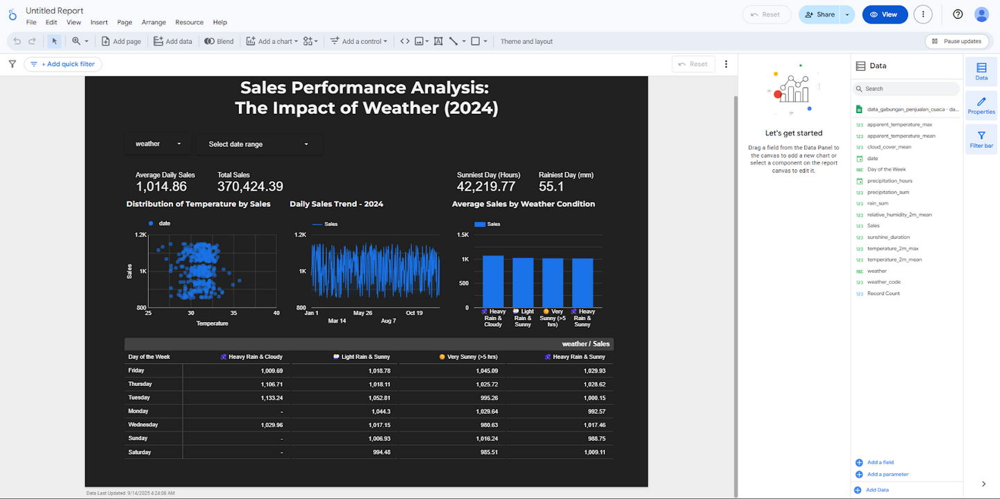 Untitled Report
File Edit View Insert Page Arrange Resource Help
Reset
Share
View
Add page
Add data
Blend
Add a chart
Add a control
Theme and layout
Pause updates
+ Add quick filter
Reset
Sales Performance Analysis:
The Impact of Weather (2024)
weather
Select date range
Average Daily Sales
1,014.86
Total Sales
370,424.39
Sunniest Day (Hours)
42,219.77
Rainiest Day (mm)
55.1
Distribution of Temperature by Sales
date
1.2K
1K
800
Sales
25 30 35 40
Temperature
Daily Sales Trend - 2024
Sales
1.2K
1K
800
Jan 1 May 26 Oct 19
Mar 14 Aug 7
Average Sales by Weather Condition
Sales
1.5K
1K
500
0
Heavy
Rain &
Cloudy
Light
Rain &
Sunny
Very
Sunny (>5
hrs)
Heavy
Rain &
Sunny
weather / Sales
Day of the Week Heavy Rain & Cloudy Light Rain & Sunny Very Sunny (>5 hrs) Heavy Rain & Sunny
Friday 1,009.69 1,018.78 1,045.09 1,029.93
Thursday 1,106.71 1,018.11 1,025.72 1,028.62
Tuesday 1,133.24 1,052.81 995.26 1,000.15
Monday - 1,044.3 1,029.64 992.57
Wednesday 1,029.96 1,017.15 980.63 1,017.46
Sunday - 1,006.93 1,016.24 988.75
Saturday - 994.48 985.51 1,009.11
Data Last Updated: 9/14/2025 4:24:08 AM
Let's get started
Drag a field from the Data Panel to
the canvas to add a new chart or
select a component on the report
canvas to edit it.
Data
Search
data_gabungan_penjualan_cuaca - da...
123 apparent_temperature_max
123 apparent_temperature_mean
123 cloud_cover_mean
date
ABC Day of the Week
precipitation_hours
123 precipitation_sum
123 rain_sum
123 relative_humidity_2m_mean
123 Sales
123 sunshine_duration
123 temperature_2m_max
123 temperature_2m_mean
ABC weather
123 weather_code
123 Record Count
Add a field
Add a parameter
Add Data
Data
Properties
Filter bar